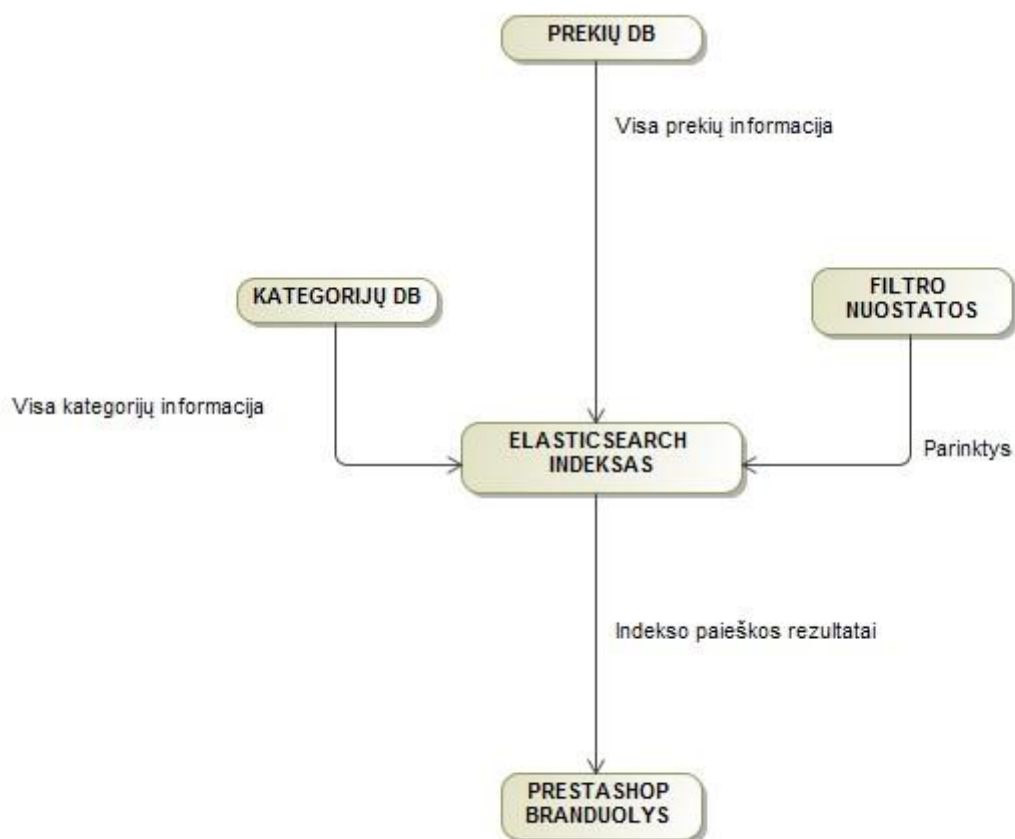 PREKIŲ DB
Visa prekių informacija
KATEGORIJŲ DB
FILTRO
NUOSTATOS
Visa kategorijų informacija
ELASTICSEARCH
INDEKSAS
Parinktys
Indekso paieškos rezultatai
PRESTASHOP
BRANDUOLYS